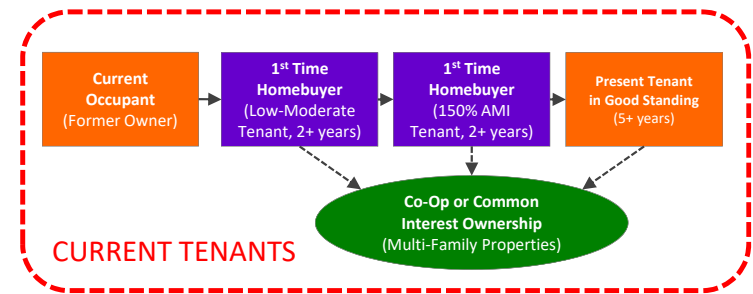 Current
Occupant
(Former Owner)
1st Time
Homebuyer
(Low-Moderate
Tenant, 2+ years)
1st Time
Homebuyer
(150% AMI
Tenant, 2+ years)
Present Tenant
in Good Standing
(5+ years)
Co-Op or Common
Interest Ownership
(Multi-Family Properties)
CURRENT TENANTS